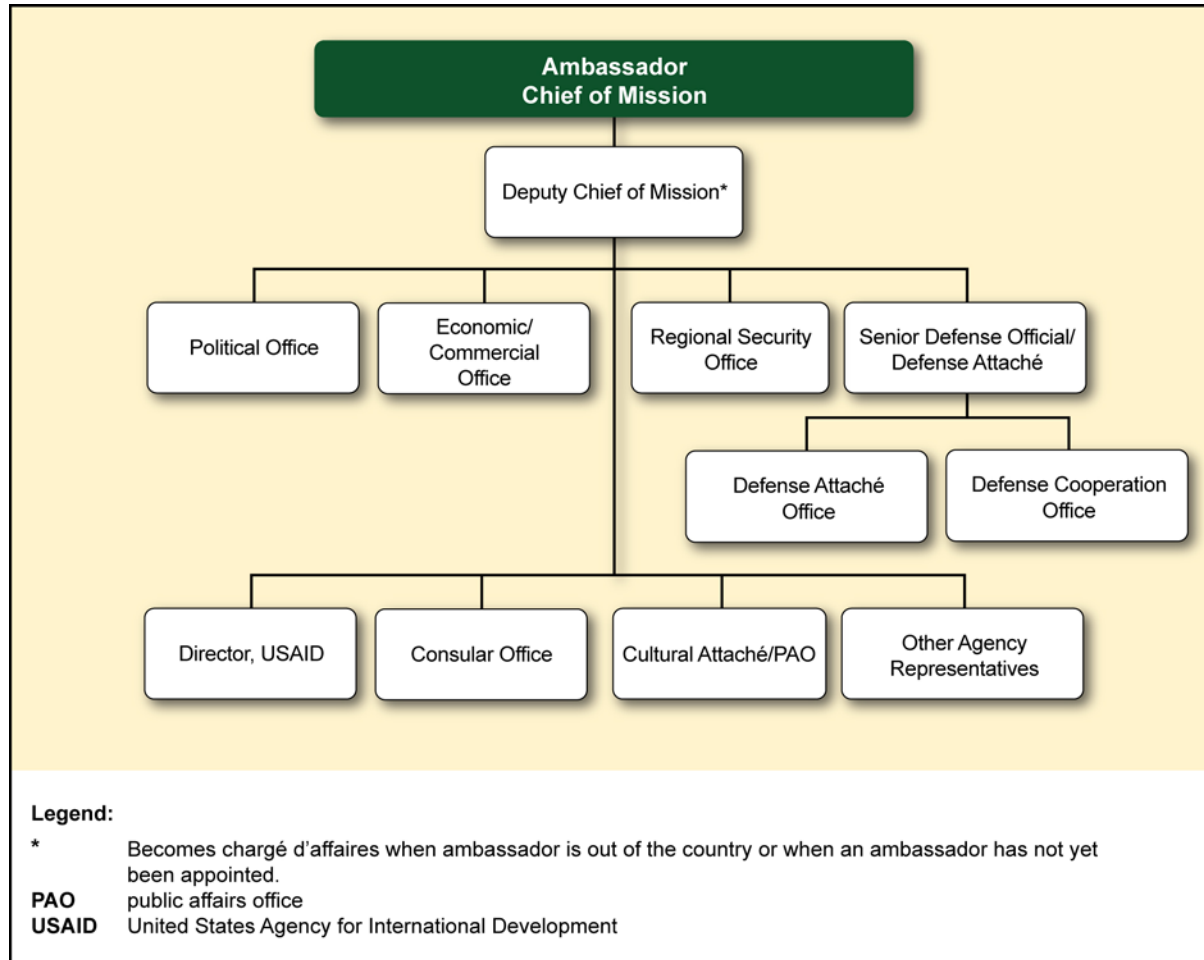 Ambassador
Chief of Mission
Deputy Chief of Mission*
Political Office
Economic/
Commercial
Office
Regional Security
Office
Senior Defense Official/
Defense Attaché
Defense Attaché
Office
Defense Cooperation
Office
Director, USAID
Consular Office
Cultural Attaché/PAO
Other Agency
Representatives
Legend:
* Becomes chargé d’affaires when ambassador is out of the country or when an ambassador has not yet
been appointed.
PAO public affairs office
USAID United States Agency for International Development